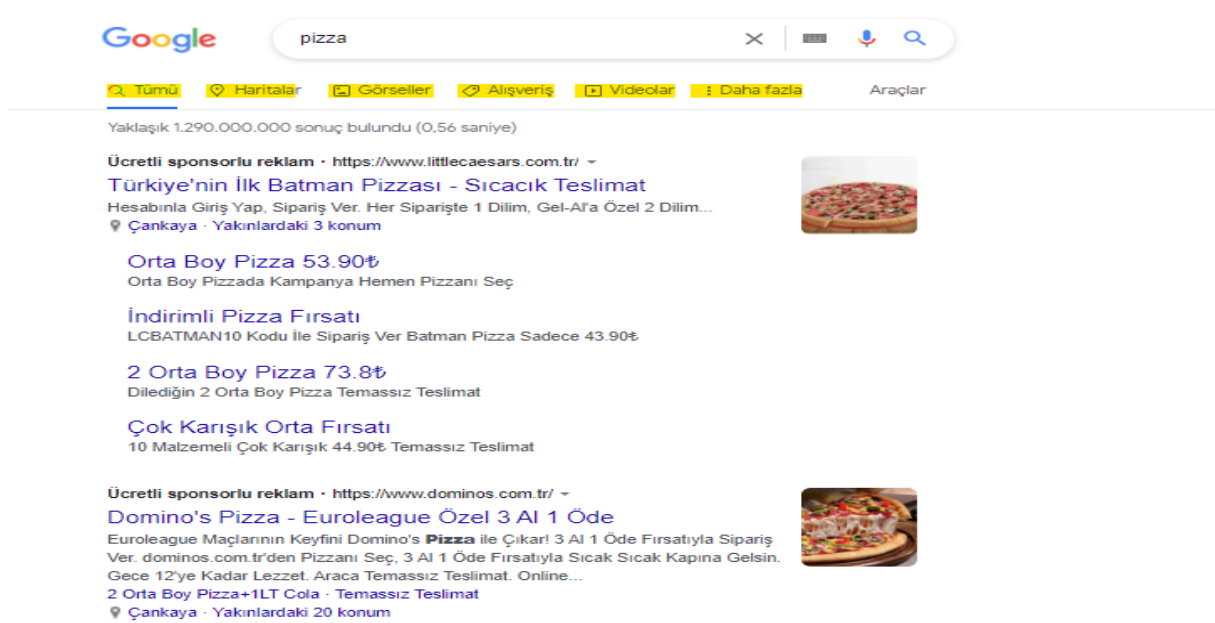 Google
pizza
Tümü Haritalar Görseller Alışveriş Videolar Daha fazla Araçlar
Yaklaşık 1.290.000.000 sonuç bulundu (0,56 saniye)
Ücretli sponsorlu reklam · https://www.littlecaesars.com.tr/
Türkiye'nin İlk Batman Pizzası - Sıcacık Teslimat
Hesabınla Giriş Yap, Sipariş Ver. Her Siparişte 1 Dilim, Gel-Al'a Özel 2 Dilim...
Çankaya · Yakınlardaki 3 konum
Orta Boy Pizza 53.90₺
Orta Boy Pizzada Kampanya Hemen Pizzanı Seç
İndirimli Pizza Fırsatı
LCBATMAN10 Kodu İle Sipariş Ver Batman Pizza Sadece 43.90₺
2 Orta Boy Pizza 73.8₺
Dilediğin 2 Orta Boy Pizza Temassız Teslimat
Çok Karışık Orta Fırsatı
10 Malzemeli Çok Karışık 44.90₺ Temassız Teslimat
Ücretli sponsorlu reklam · https://www.dominos.com.tr/
Domino's Pizza - Euroleague Özel 3 Al 1 Öde
Euroleague Maçlarının Keyfini Domino's Pizza ile Çıkar! 3 Al 1 Öde Fırsatıyla Sipariş
Ver. dominos.com.tr'den Pizzanı Seç, 3 Al 1 Öde Fırsatıyla Sıcak Sıcak Kapına Gelsin.
Gece 12'ye Kadar Lezzet. Araca Temassız Teslimat. Online...
2 Orta Boy Pizza+1LT Cola · Temassız Teslimat
Çankaya · Yakınlardaki 20 konum